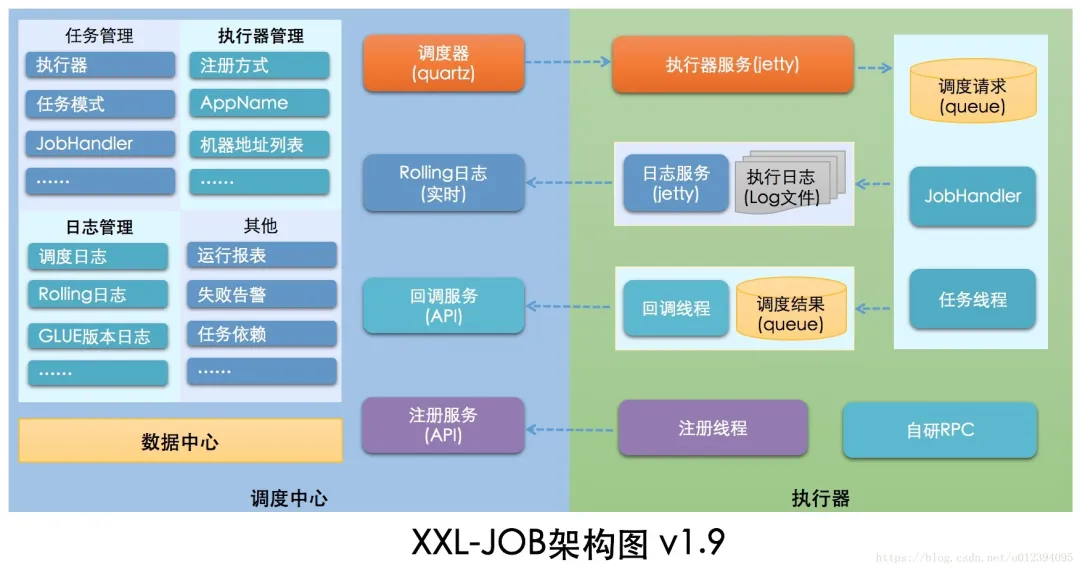 任务管理
执行器
任务模式
JobHandler
······
执行器管理
注册方式
AppName
机器地址列表
······
日志管理
调度日志
Rolling日志
GLUE版本日志
······
其他
运行报表
失败告警
任务依赖
······
数据中心
调度器
(quartz)
Rolling日志
(实时)
回调服务
(API)
注册服务
(API)
调度中心
执行器服务(jetty)
日志服务
(jetty)
执行日志
(Log文件)
回调线程
调度结果
(queue)
注册线程
调度请求
(queue)
JobHandler
任务线程
自研RPC
执行器
XXL-JOB架构图 v1.9
https://blog.csdn.net/u012394095